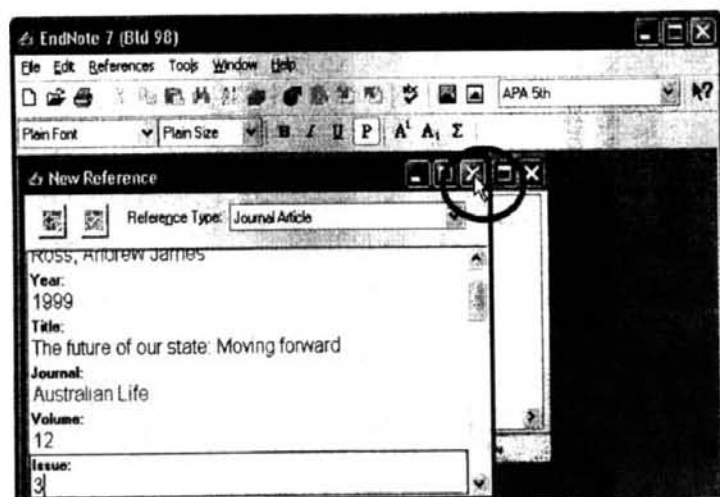 EndNote 7 (Bld 98)
File Edit References Tools Window Help
APA 5th
Plain Font Plain Size B I U P A¹ A₁ Σ
New Reference
Reference Type: Journal Article
Ross, Andrew James
Year:
1999
Title:
The future of our state: Moving forward
Journal:
Australian Life
Volume:
12
Issue:
3